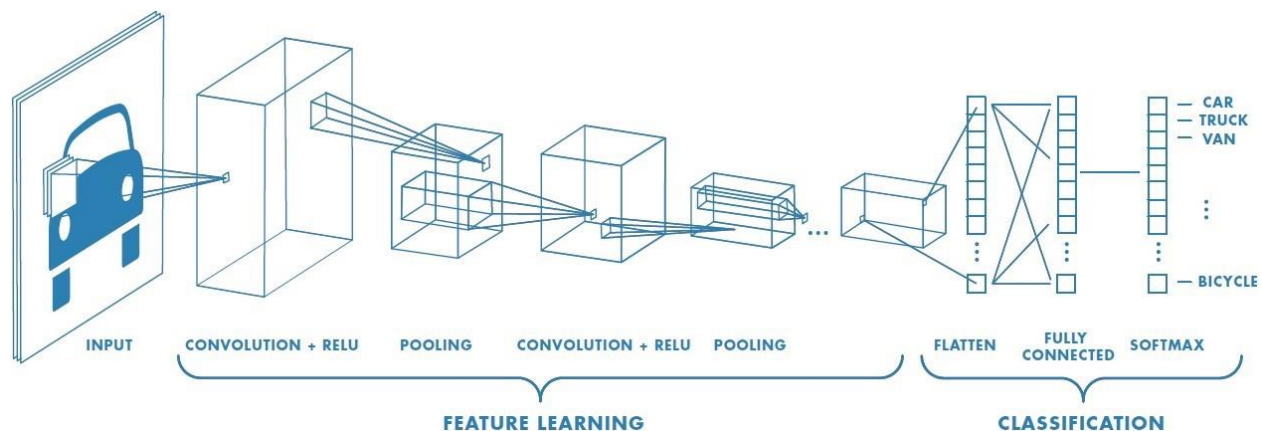 CAR
TRUCK
VAN
BICYCLE
INPUT
CONVOLUTION + RELU
POOLING
CONVOLUTION + RELU
POOLING
FLATTEN
FULLY
CONNECTED
SOFTMAX
FEATURE LEARNING
CLASSIFICATION